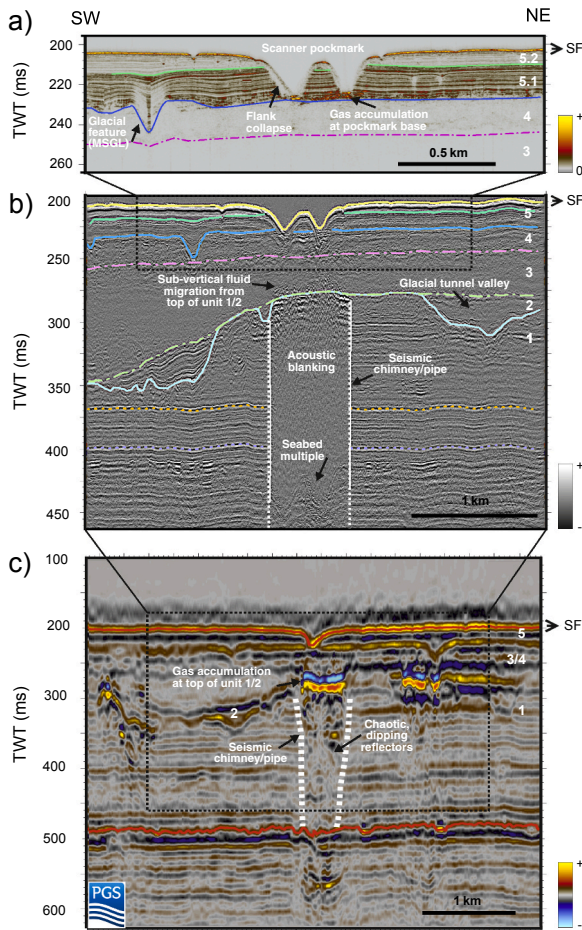 SW
NE
a)
200
220
240
260
TWT (ms)
Scanner pockmark
SF
5.2
5.1
4
3
Glacial
feature
(MSGL)
Flank
collapse
Gas accumulation
at pockmark base
0.5 km
+
0
b)
200
250
300
350
400
450
TWT (ms)
SF
5
4
3
2
1
Sub-vertical fluid
migration from
top of unit 1/2
Glacial tunnel valley
Acoustic
blanking
Seismic
chimney/pipe
Seabed
multiple
1 km
+
-
c)
100
200
300
400
500
600
TWT (ms)
SF
5
3/4
1
2
Gas accumulation
at top of unit 1/2
Seismic
chimney/pipe
Chaotic,
dipping
reflectors
PGS
1 km
+
-